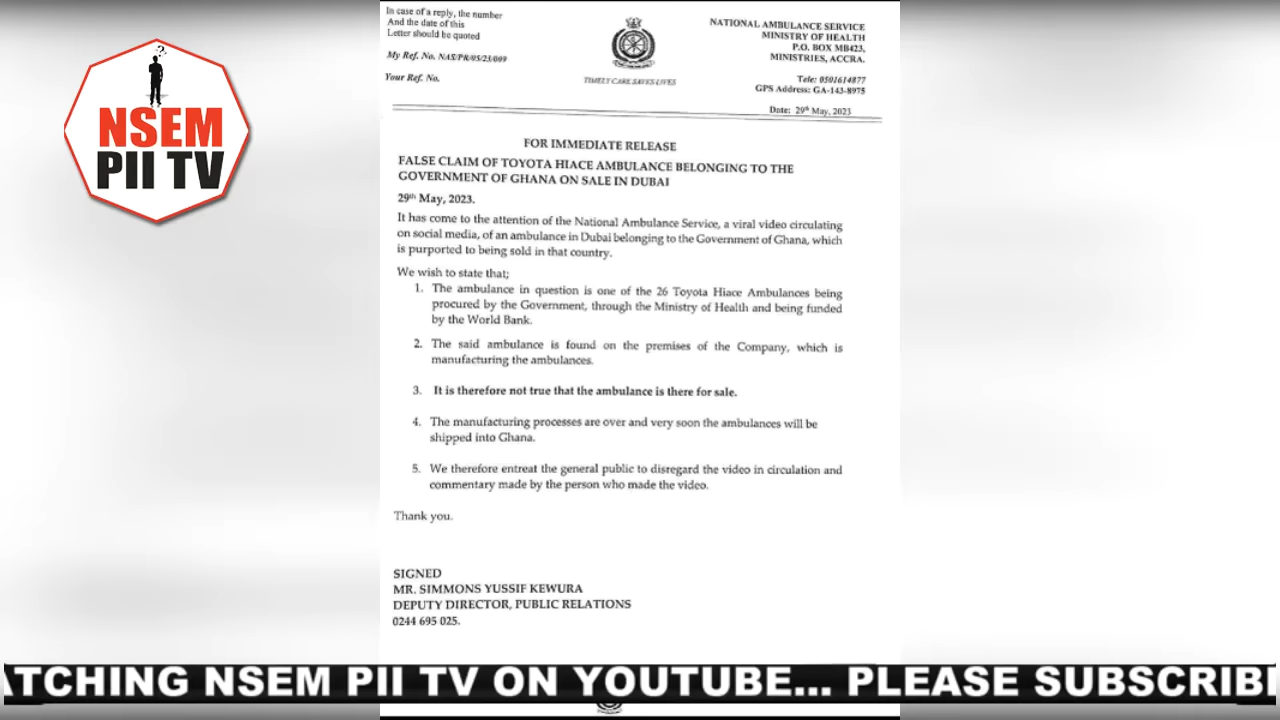 NSEM
PII TV
In case of a reply, the number
And the date of this
Letter should be quoted
My Ref. No. NAS/PR/05/23/009
Your Ref. No.
TIMELY CARE SAVES LIVES
NATIONAL AMBULANCE SERVICE
MINISTRY OF HEALTH
P.O. BOX MB423,
MINISTRIES, ACCRA.
Tele: 0501614877
GPS Address: GA-143-8975
Date: 29th May, 2023
FOR IMMEDIATE RELEASE
FALSE CLAIM OF TOYOTA HIACE AMBULANCE BELONGING TO THE
GOVERNMENT OF GHANA ON SALE IN DUBAI
29th May, 2023.
It has come to the attention of the National Ambulance Service, a viral video circulating
on social media, of an ambulance in Dubai belonging to the Government of Ghana, which
is purported to being sold in that country.
We wish to state that;
1. The ambulance in question is one of the 26 Toyota Hiace Ambulances being
procured by the Government, through the Ministry of Health and being funded
by the World Bank.
2. The said ambulance is found on the premises of the Company, which is
manufacturing the ambulances.
3. It is therefore not true that the ambulance is there for sale.
4. The manufacturing processes are over and very soon the ambulances will be
shipped into Ghana.
5. We therefore entreat the general public to disregard the video in circulation and
commentary made by the person who made the video.
Thank you.
SIGNED
MR. SIMMONS YUSSIF KEWURA
DEPUTY DIRECTOR, PUBLIC RELATIONS
0244 695 025.
ATCHING NSEM PII TV ON YOUTUBE... PLEASE SUBSCRIB